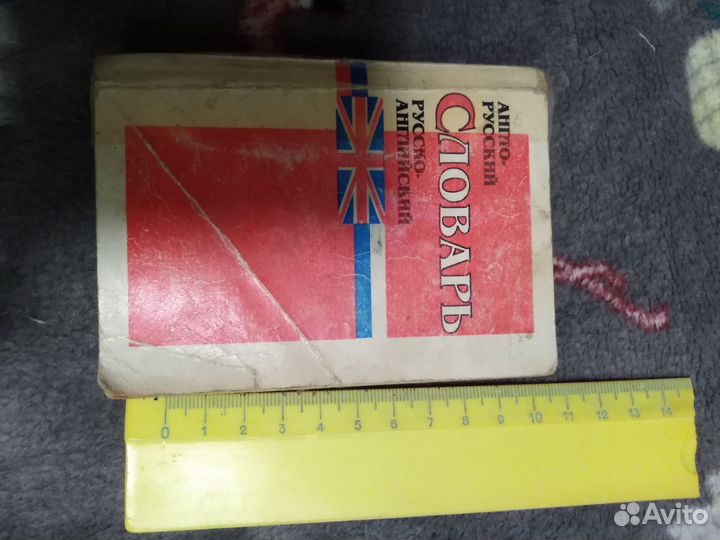 АНГЛО-
РУССКИЙ
СЛОВАРЬ
РУССКО-
АНГЛИЙСКИЙ
0 1 2 3 4 5 6 7 8 9 10 11 12 13 14
Avito